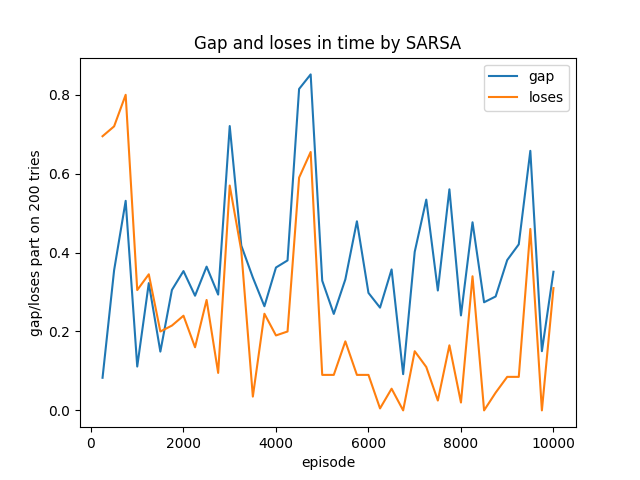 Gap and loses in time by SARSA
gap
loses
gap/loses part on 200 tries
0.8
0.6
0.4
0.2
0.0
0 2000 4000 6000 8000 10000
episode